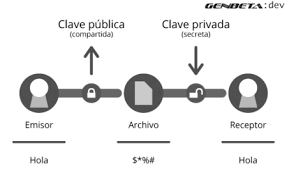 GENBETA:dev
Clave pública
(compartida)
Clave privada
(secreta)
Emisor
Archivo
Receptor
Hola
$*%#
Hola